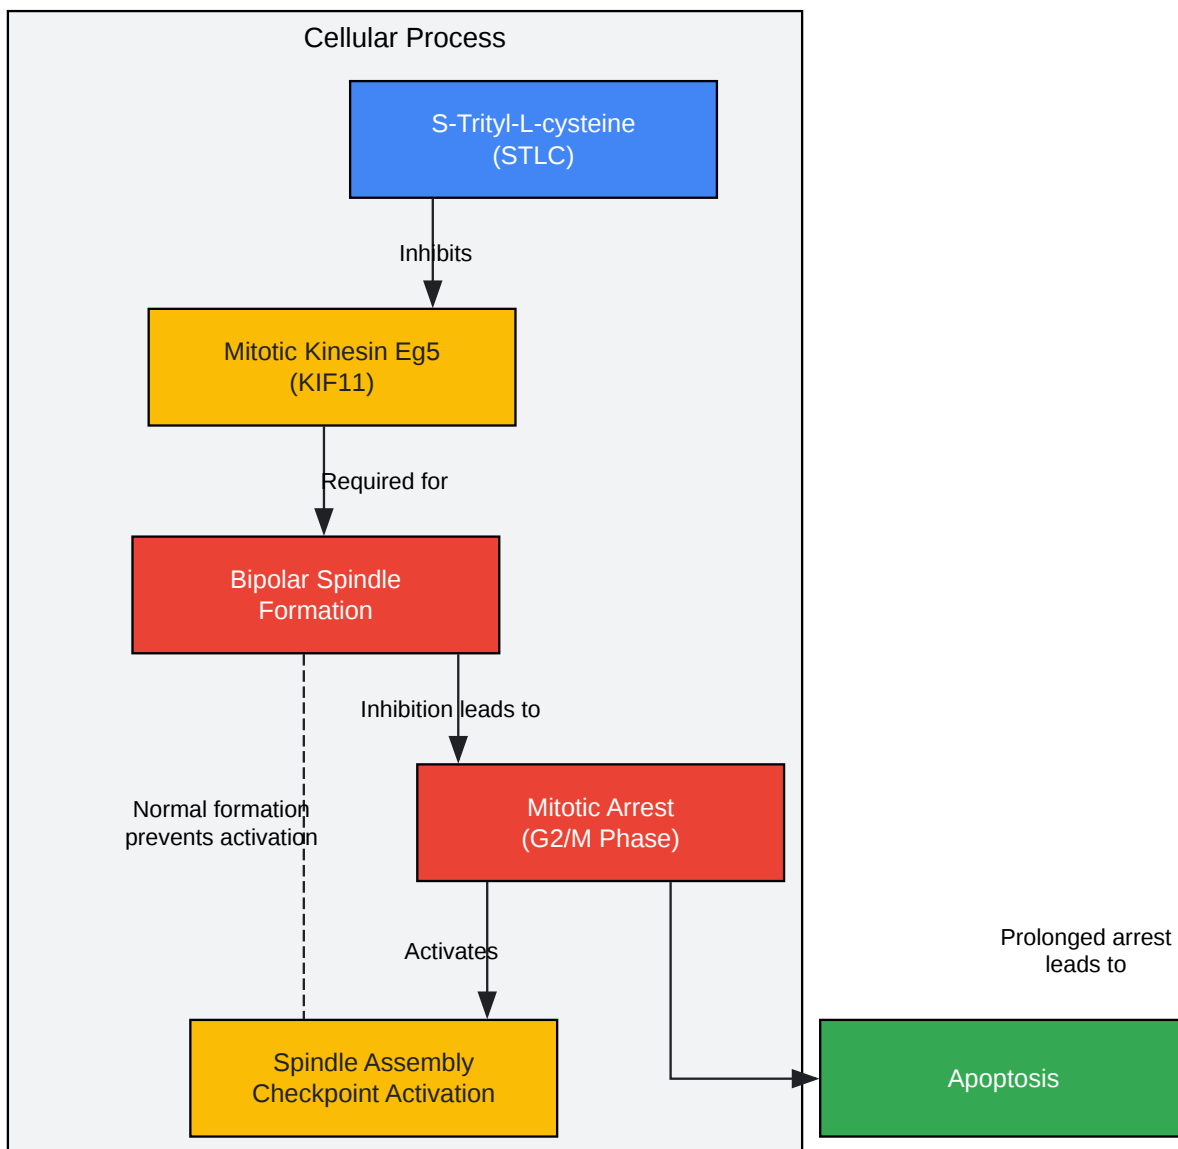 Cellular Process
S-Trityl-L-cysteine
(STLC)
Inhibits
Mitotic Kinesin Eg5
(KIF11)
Required for
Bipolar Spindle
Formation
Inhibition leads to
Normal formation
prevents activation
Mitotic Arrest
(G2/M Phase)
Activates
Prolonged arrest
leads to
Spindle Assembly
Checkpoint Activation
Apoptosis